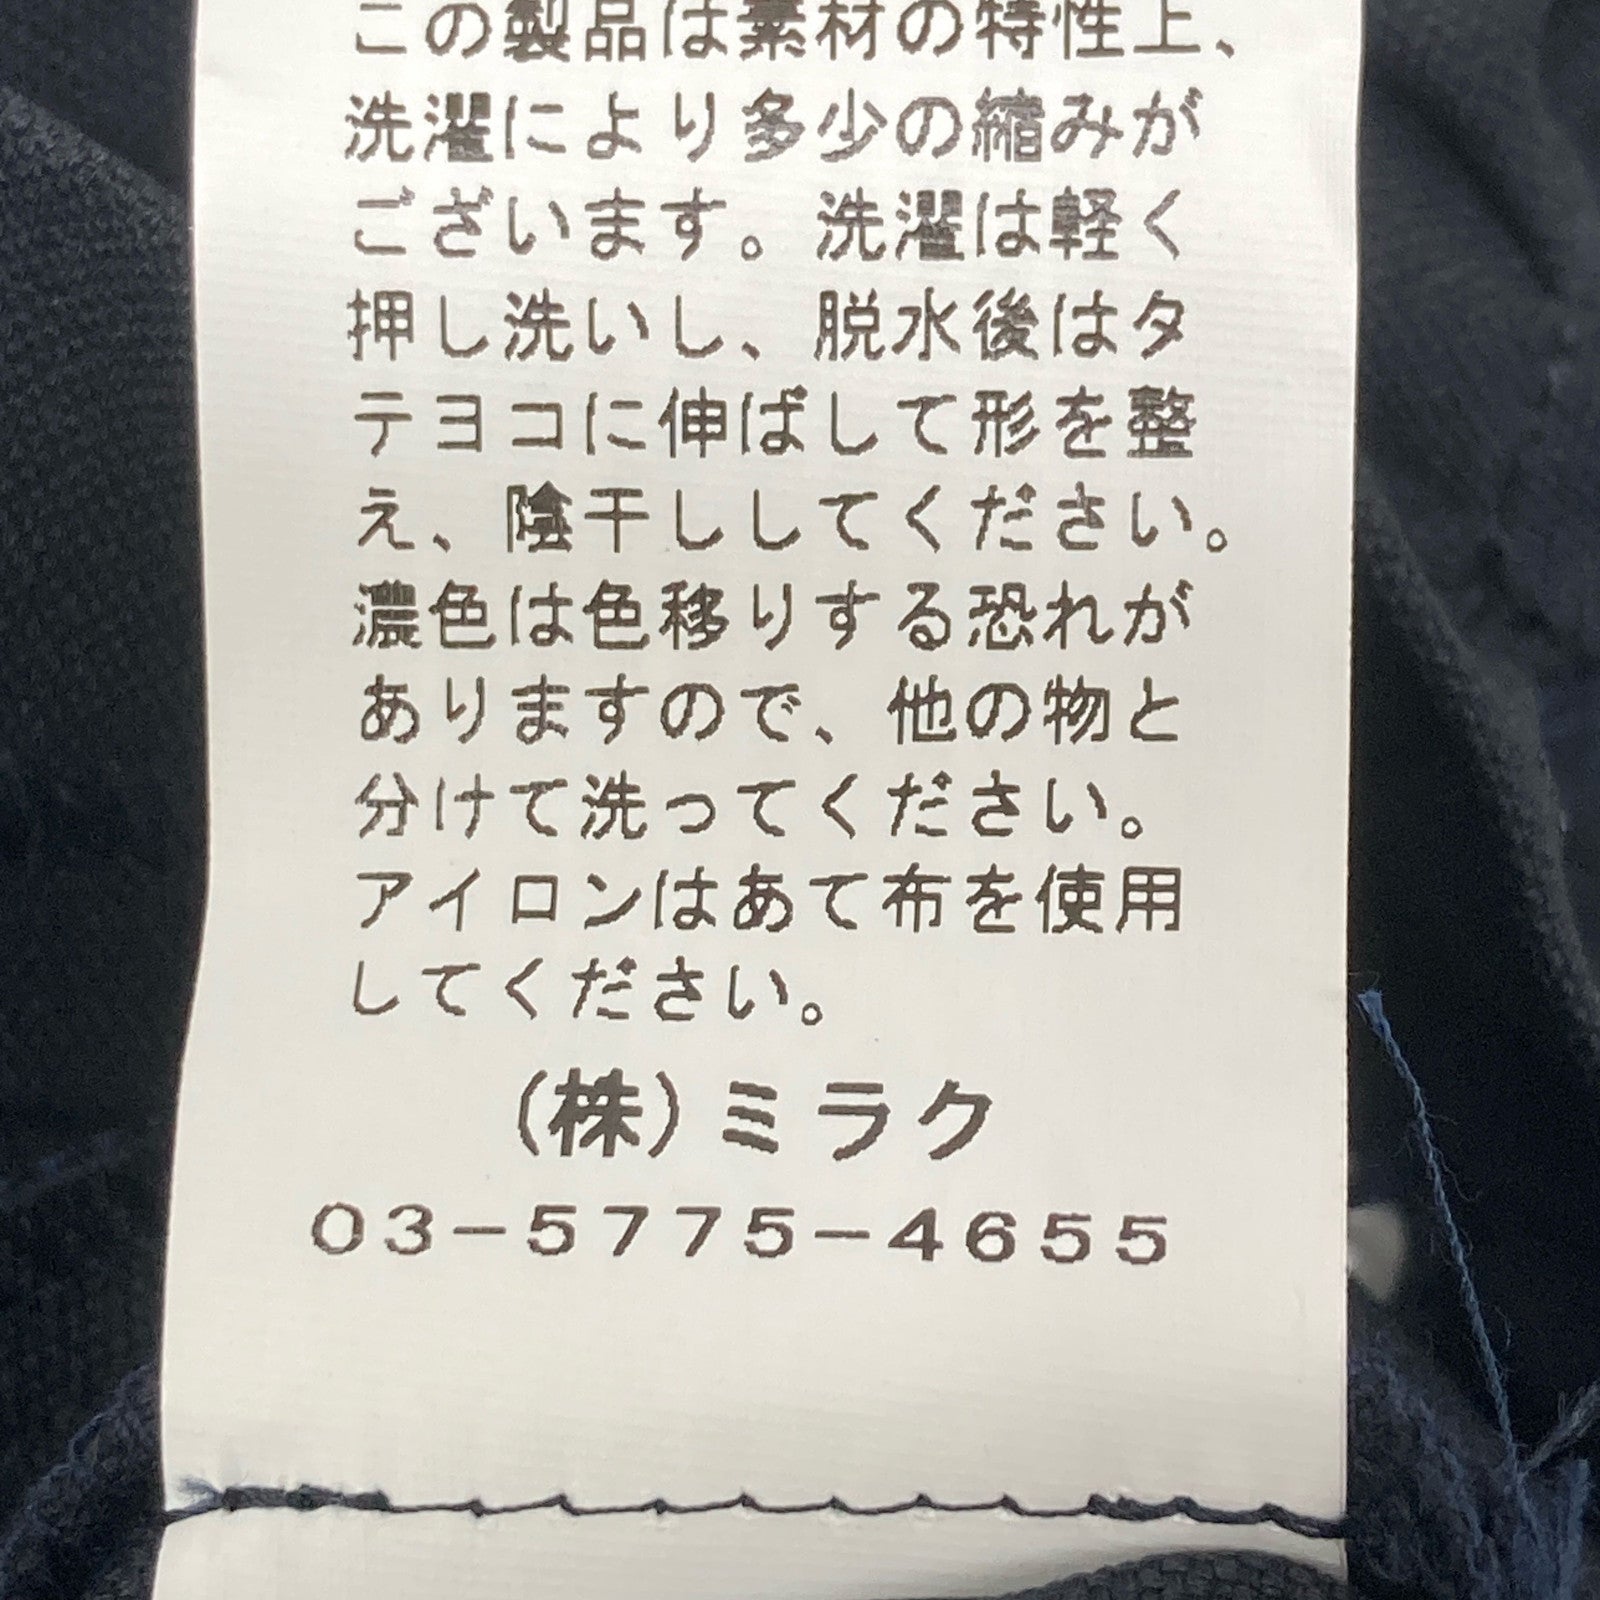 この製品は素材の特性上、
洗濯により多少の縮みが
ございます。洗濯は軽く
押し洗いし、脱水後はタ
テヨコに伸ばして形を整
え、陰干ししてください。
濃色は色移りする恐れが
ありますので、他の物と
分けて洗ってください。
アイロンはあて布を使用
してください。
(株)ミラク
03-5775-4655